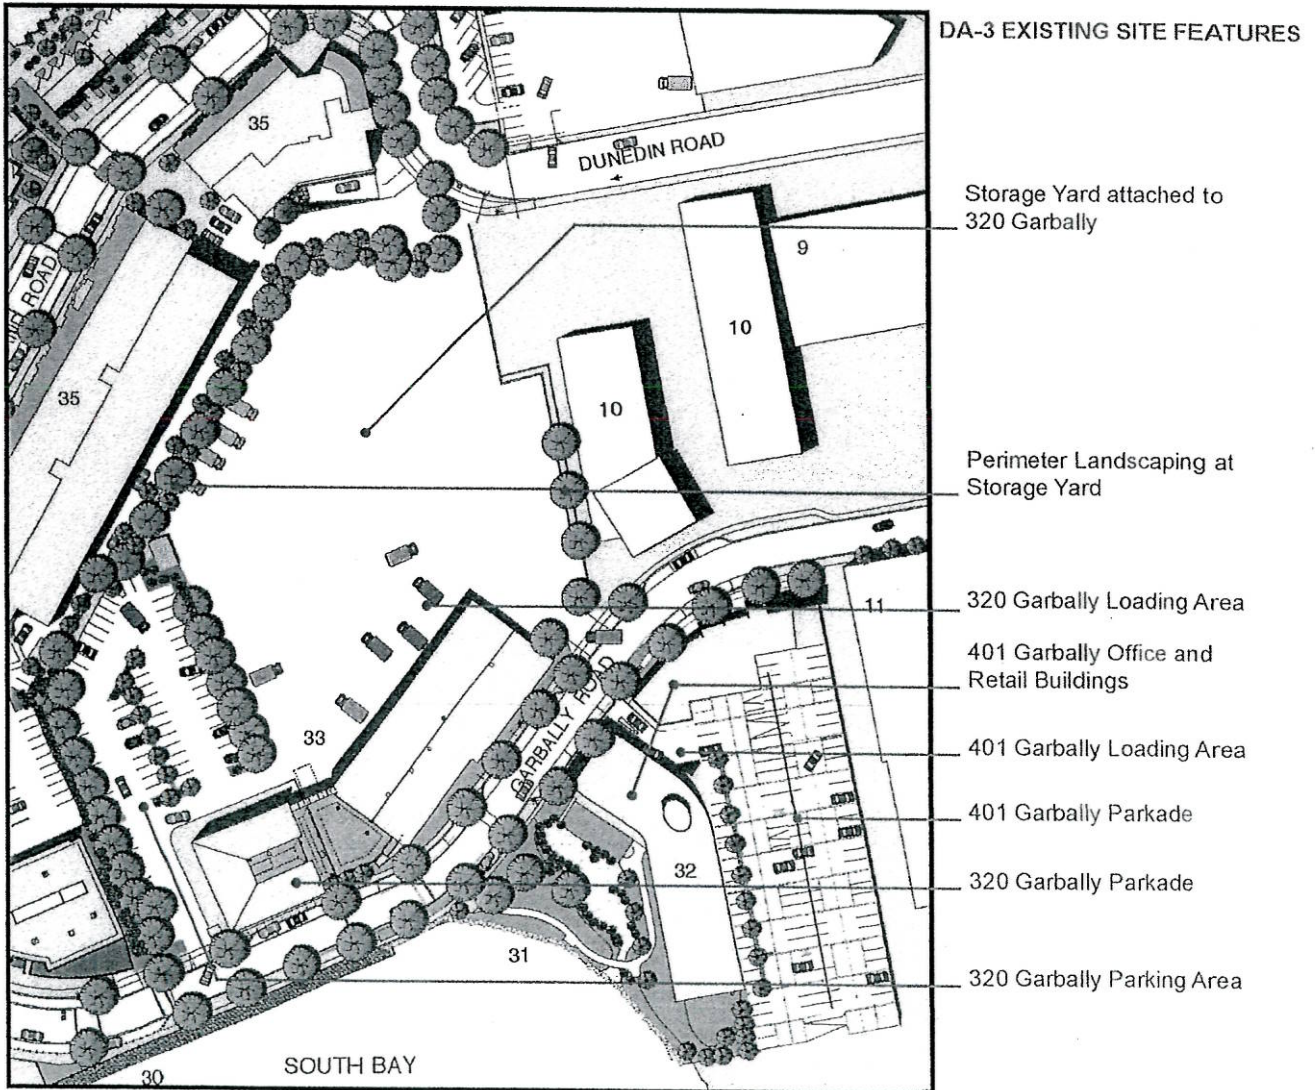 DA-3 EXISTING SITE FEATURES
35
DUNEDIN ROAD
Storage Yard attached to
320 Garbally
9
10
ROAD
35
10
Perimeter Landscaping at
Storage Yard
320 Garbally Loading Area
11
401 Garbally Office and
Retail Buildings
GARBALLY ROAD
33
401 Garbally Loading Area
401 Garbally Parkade
32
320 Garbally Parkade
31
320 Garbally Parking Area
SOUTH BAY
30